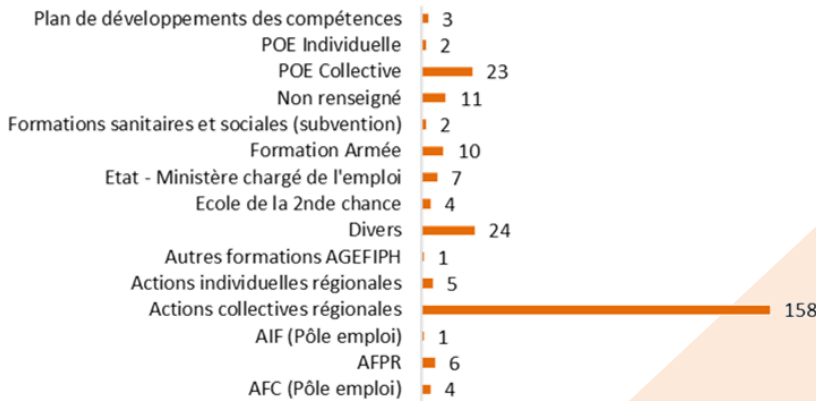 Plan de développements des compétences 3
POE Individuelle 2
POE Collective 23
Non renseigné 11
Formations sanitaires et sociales (subvention) 2
Formation Armée 10
Etat - Ministère chargé de l'emploi 7
Ecole de la 2nde chance 4
Divers 24
Autres formations AGEFIPH 1
Actions individuelles régionales 5
Actions collectives régionales 158
AIF (Pôle emploi) 1
AFPR 6
AFC (Pôle emploi) 4